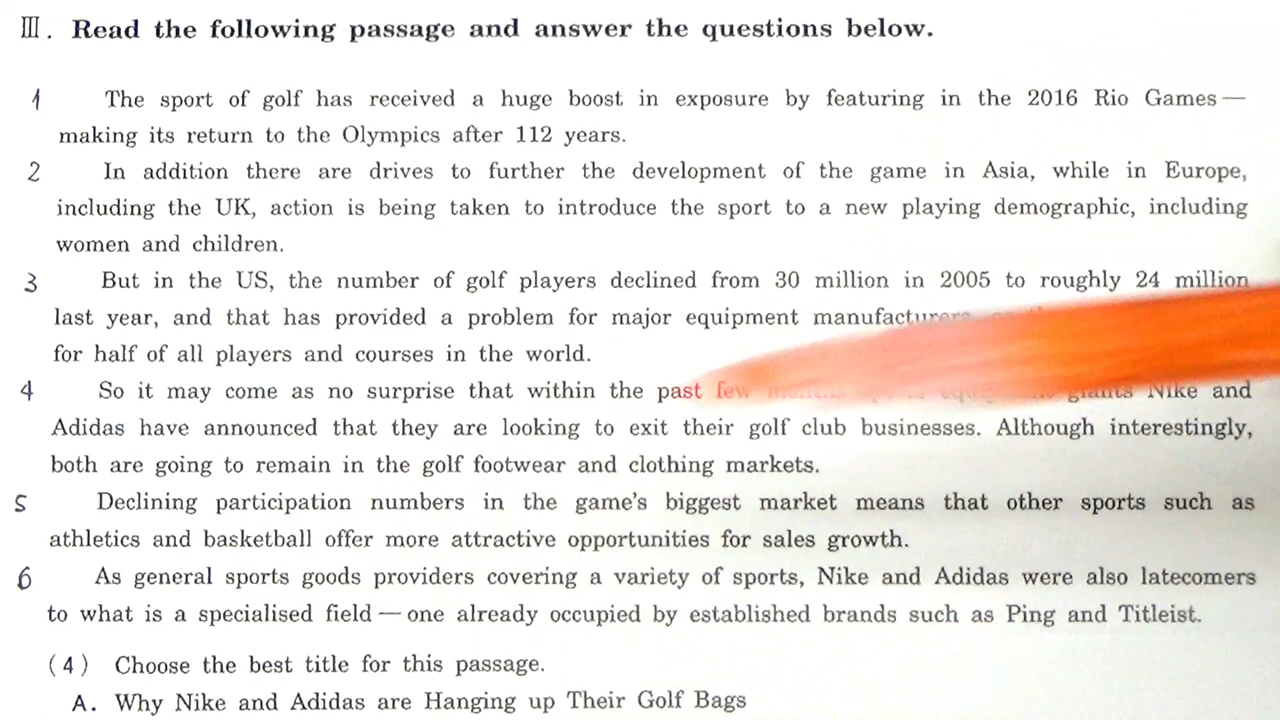 III. Read the following passage and answer the questions below.
1 The sport of golf has received a huge boost in exposure by featuring in the 2016 Rio Games—
making its return to the Olympics after 112 years.
2 In addition there are drives to further the development of the game in Asia, while in Europe,
including the UK, action is being taken to introduce the sport to a new playing demographic, including
women and children.
3 But in the US, the number of golf players declined from 30 million in 2005 to roughly 24 million
last year, and that has provided a problem for major equipment manufacturers
for half of all players and courses in the world.
4 So it may come as no surprise that within the past few months giants Nike and
Adidas have announced that they are looking to exit their golf club businesses. Although interestingly,
both are going to remain in the golf footwear and clothing markets.
5 Declining participation numbers in the game's biggest market means that other sports such as
athletics and basketball offer more attractive opportunities for sales growth.
6 As general sports goods providers covering a variety of sports, Nike and Adidas were also latecomers
to what is a specialised field — one already occupied by established brands such as Ping and Titleist.
(4) Choose the best title for this passage.
A. Why Nike and Adidas are Hanging up Their Golf Bags